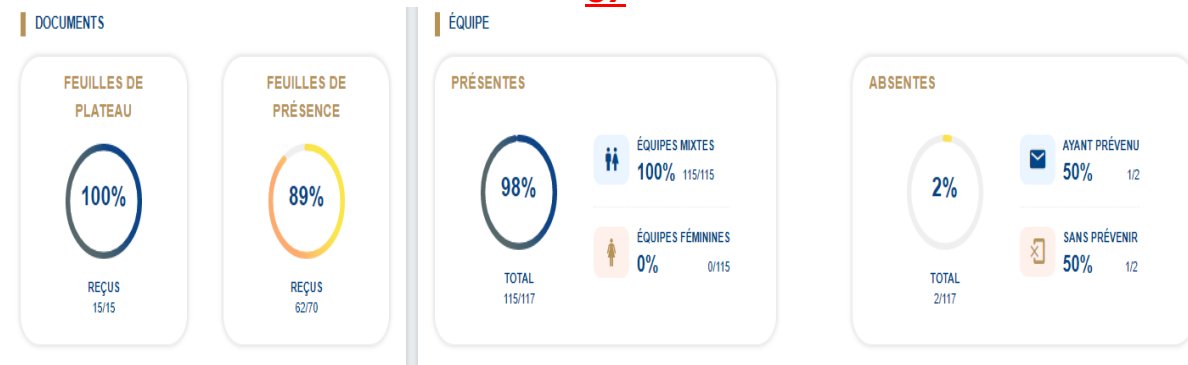 DOCUMENTS
FEUILLES DE
PLATEAU
100%
REÇUS
15/15
FEUILLES DE
PRÉSENCE
89%
REÇUS
62/70
ÉQUIPE
PRÉSENTES
98%
TOTAL
115/117
ÉQUIPES MIXTES
100% 115/115
ÉQUIPES FÉMININES
0% 0/115
ABSENTES
2%
TOTAL
2/117
AYANT PRÉVENU
50% 1/2
SANS PRÉVENIR
50% 1/2